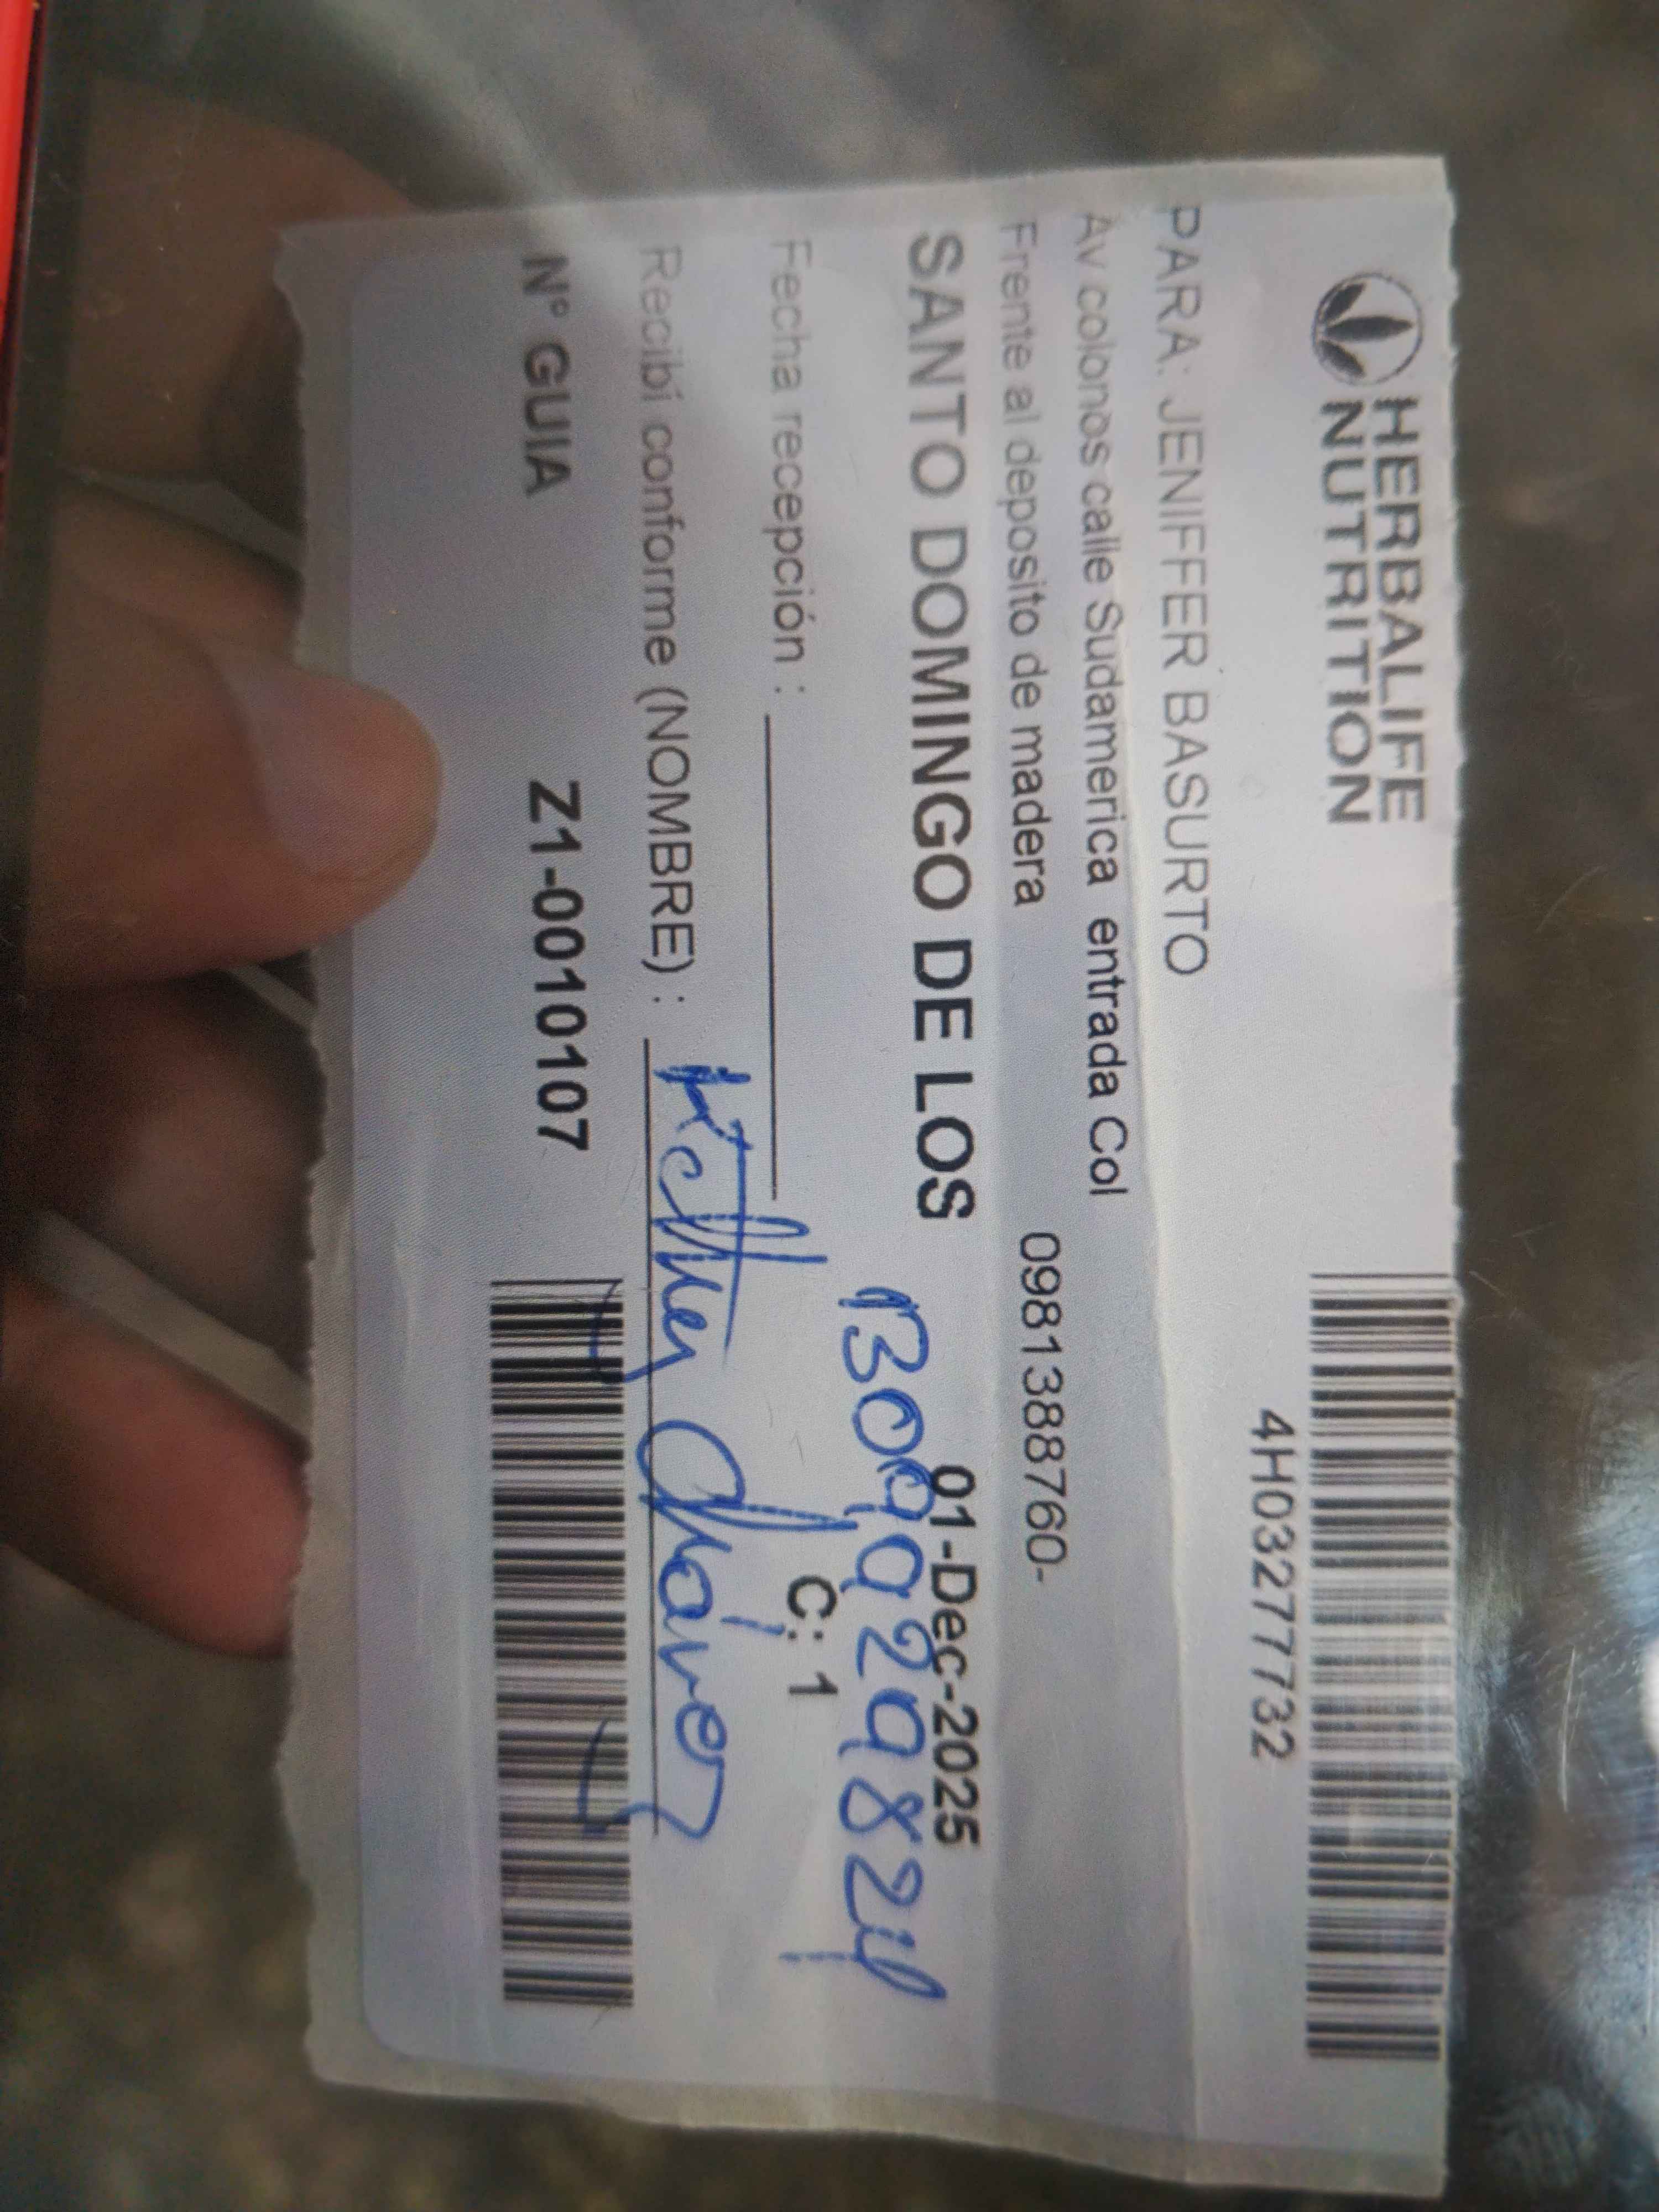 HERBALIFE
NUTRITION
4H03277732
PARA: JENIFFER BASURTO
Av colonos calle Sudamerica entrada Col
Frente al deposito de madera 0981388760-
SANTO DOMINGO DE LOS 01-Dec-2025
Fecha recepción : C: 1
Recibí conforme (NOMBRE) : Chávez
N° GUIA Z1-0010107